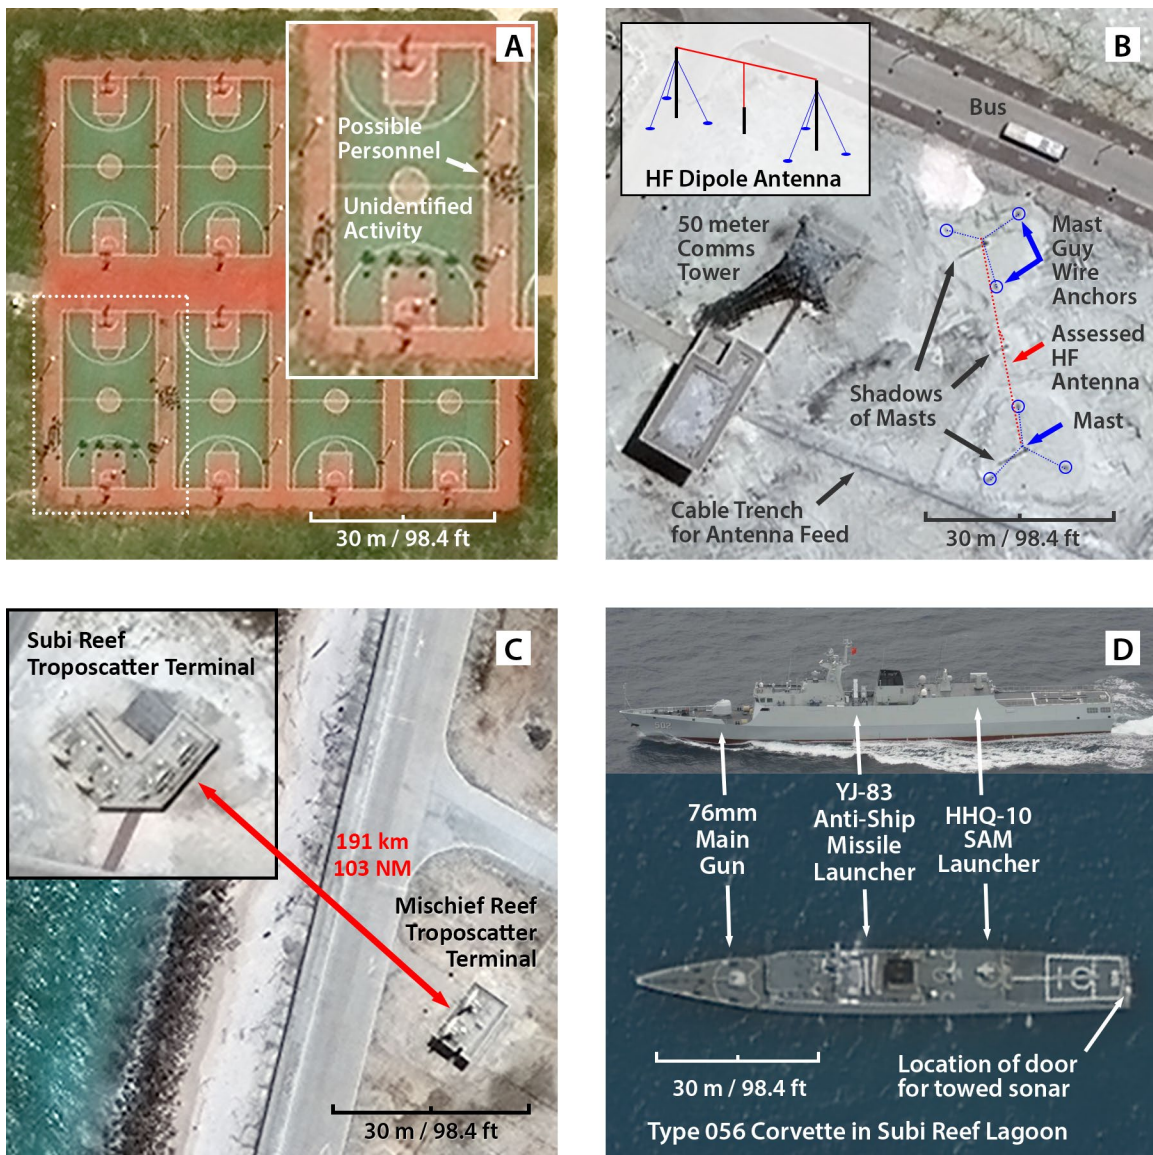 A
Possible
Personnel
Unidentified
Activity
30 m / 98.4 ft
B
HF Dipole Antenna
Bus
50 meter
Comms
Tower
Mast
Guy
Wire
Anchors
Assessed
HF
Antenna
Shadows
of Masts
Mast
Cable Trench
for Antenna Feed
30 m / 98.4 ft
C
Subi Reef
Troposcatter Terminal
191 km
103 NM
Mischief Reef
Troposcatter
Terminal
30 m / 98.4 ft
D
76mm
Main
Gun
YJ-83
Anti-Ship
Missile
Launcher
HHQ-10
SAM
Launcher
Location of door
for towed sonar
30 m / 98.4 ft
Type 056 Corvette in Subi Reef Lagoon